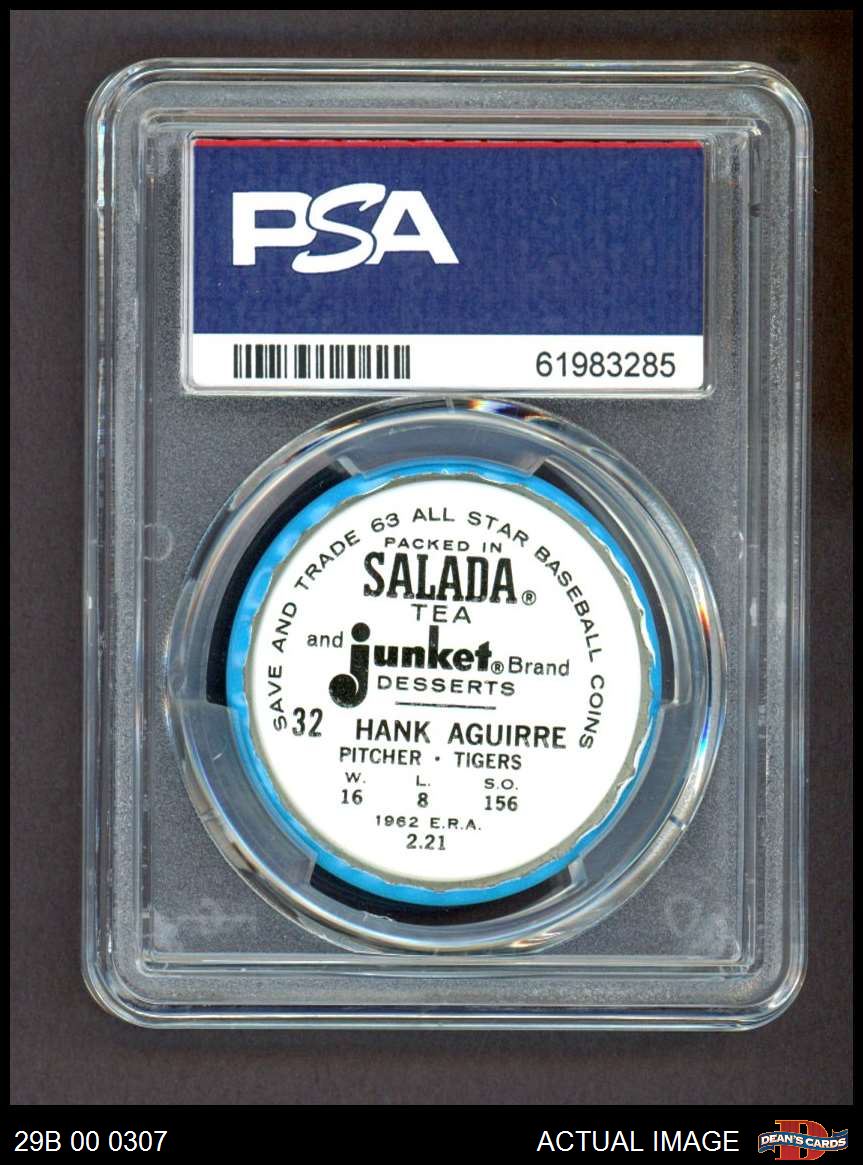 PSA
61983285
SAVE AND TRADE 63 ALL STAR BASEBALL COINS
PACKED IN
SALADA®
TEA
and junket® Brand
DESSERTS
32 HANK AGUIRRE
PITCHER · TIGERS
W. L. S.O.
16 8 156
1962 E.R.A.
2.21
29B 00 0307 ACTUAL IMAGE D DEAN'S CARDS